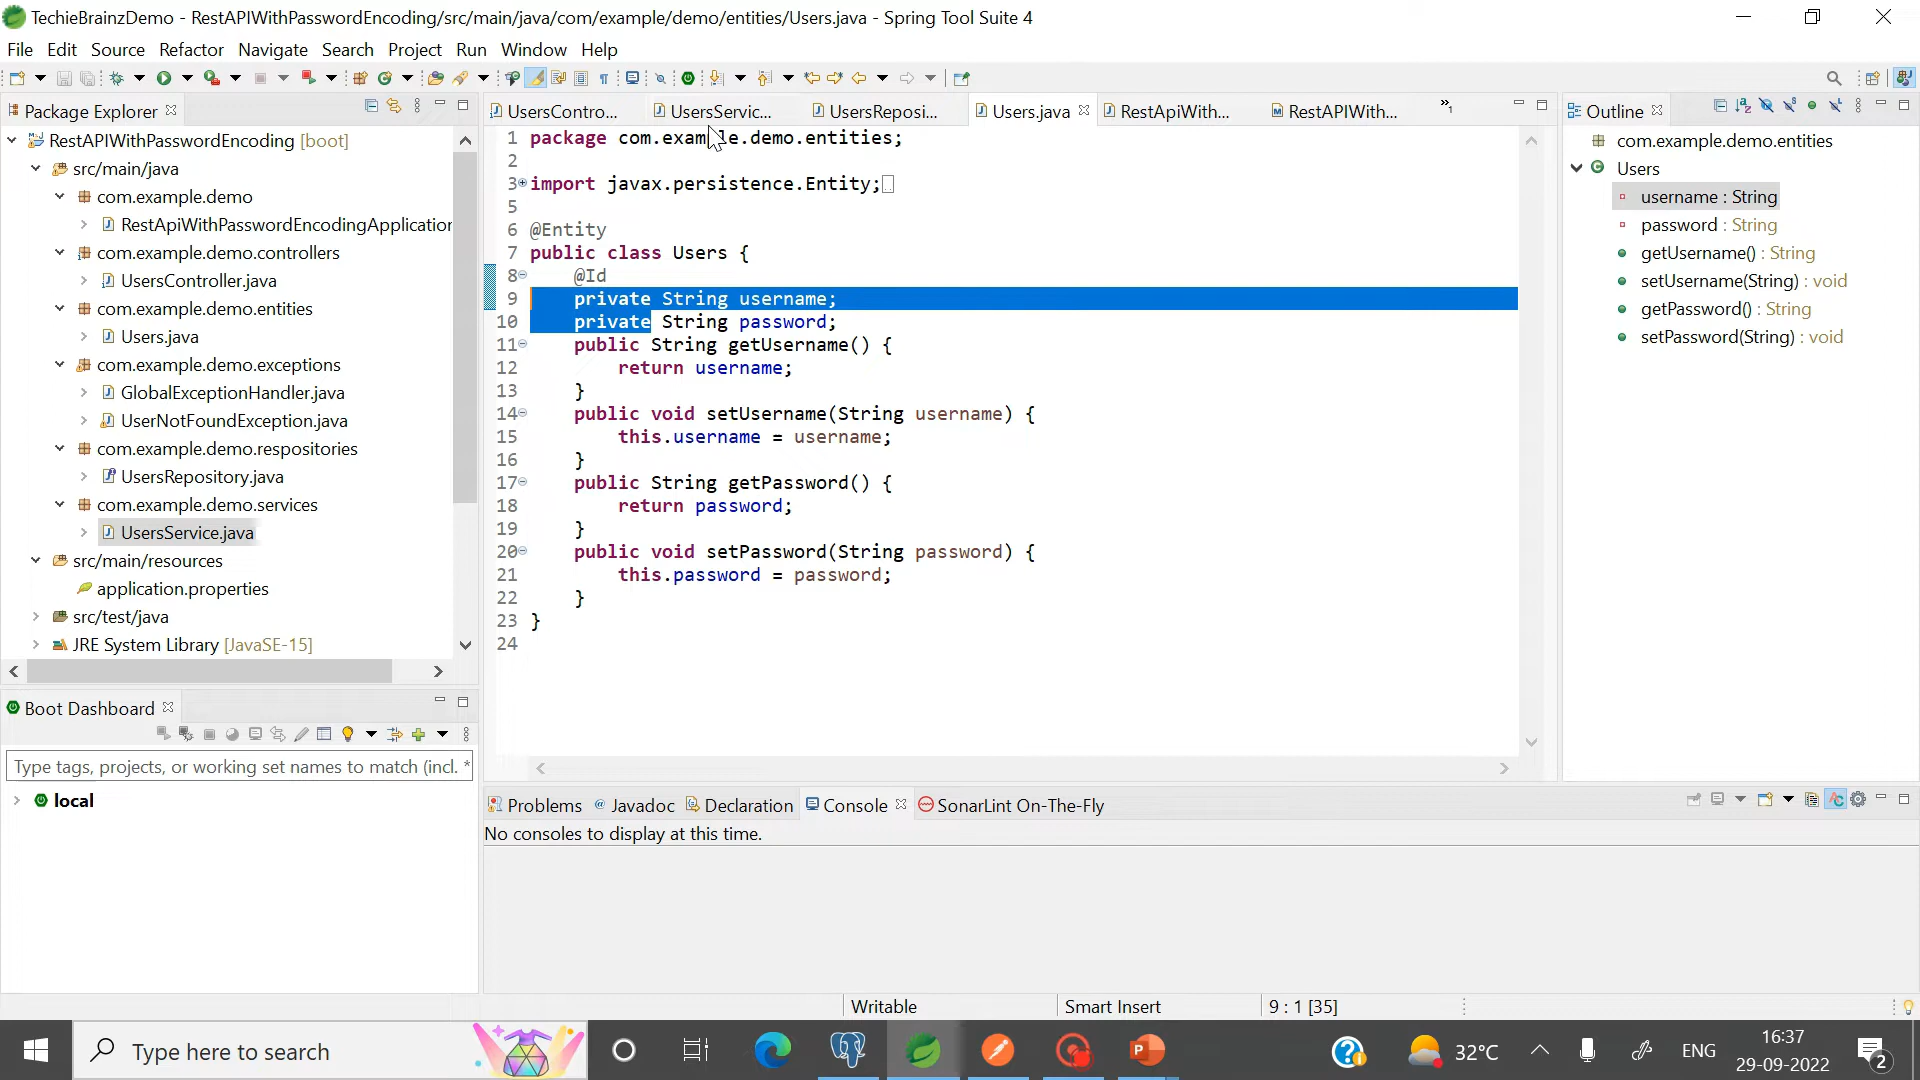 TechieBrainzDemo - RestAPIWithPasswordEncoding/src/main/java/com/example/demo/entities/Users.java - Spring Tool Suite 4
File Edit Source Refactor Navigate Search Project Run Window Help
Package Explorer
RestAPIWithPasswordEncoding [boot]
src/main/java
com.example.demo
RestApiWithPasswordEncodingApplication
com.example.demo.controllers
UsersController.java
com.example.demo.entities
Users.java
com.example.demo.exceptions
GlobalExceptionHandler.java
UserNotFoundException.java
com.example.demo.respositories
UsersRepository.java
com.example.demo.services
UsersService.java
src/main/resources
application.properties
src/test/java
JRE System Library [JavaSE-15]
Boot Dashboard
Type tags, projects, or working set names to match (incl. *
local
UsersContro... UsersServic... UsersReposi... Users.java RestApiWith... RestAPIWith... »1
1 package com.example.demo.entities;
2
3 import javax.persistence.Entity;
5
6 @Entity
7 public class Users {
8 @Id
9 private String username;
10 private String password;
11 public String getUsername() {
12 return username;
13 }
14 public void setUsername(String username) {
15 this.username = username;
16 }
17 public String getPassword() {
18 return password;
19 }
20 public void setPassword(String password) {
21 this.password = password;
22 }
23 }
24
Outline
com.example.demo.entities
Users
username : String
password : String
getUsername() : String
setUsername(String) : void
getPassword() : String
setPassword(String) : void
Problems Javadoc Declaration Console SonarLint On-The-Fly
No consoles to display at this time.
Writable Smart Insert 9 : 1 [35]
Type here to search
32°C ENG
16:37
29-09-2022
2